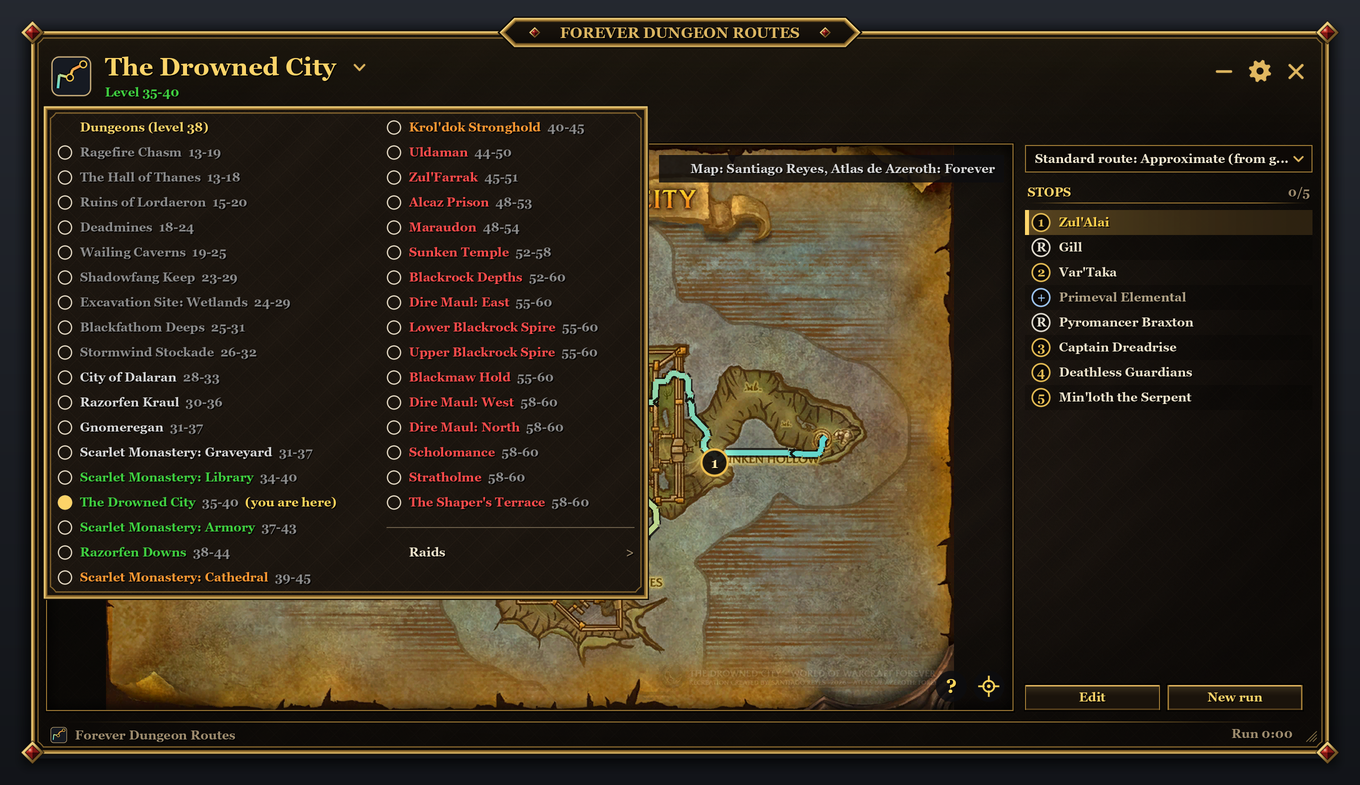 FOREVER DUNGEON ROUTES
The Drowned City
Level 35-40
Dungeons (level 38)
Ragefire Chasm 13-19
The Hall of Thanes 13-18
Ruins of Lordaeron 15-20
Deadmines 18-24
Wailing Caverns 19-25
Shadowfang Keep 23-29
Excavation Site: Wetlands 24-29
Blackfathom Deeps 25-31
Stormwind Stockade 26-32
City of Dalaran 28-33
Razorfen Kraul 30-36
Gnomeregan 31-37
Scarlet Monastery: Graveyard 31-37
Scarlet Monastery: Library 34-40
The Drowned City 35-40 (you are here)
Scarlet Monastery: Armory 37-43
Razorfen Downs 38-44
Scarlet Monastery: Cathedral 39-45
Krol'dok Stronghold 40-45
Uldaman 44-50
Zul'Farrak 45-51
Alcaz Prison 48-53
Maraudon 48-54
Sunken Temple 52-58
Blackrock Depths 52-60
Dire Maul: East 55-60
Lower Blackrock Spire 55-60
Upper Blackrock Spire 55-60
Blackmaw Hold 55-60
Dire Maul: West 58-60
Dire Maul: North 58-60
Scholomance 58-60
Stratholme 58-60
The Shaper's Terrace 58-60
Raids >
Map: Santiago Reyes, Atlas de Azeroth: Forever
CITY
1
HOLLOW
?
Standard route: Approximate (from g...
STOPS 0/5
1 Zul'Alai
R Gill
2 Var'Taka
+ Primeval Elemental
R Pyromancer Braxton
3 Captain Dreadrise
4 Deathless Guardians
5 Min'loth the Serpent
Edit
New run
Forever Dungeon Routes
Run 0:00